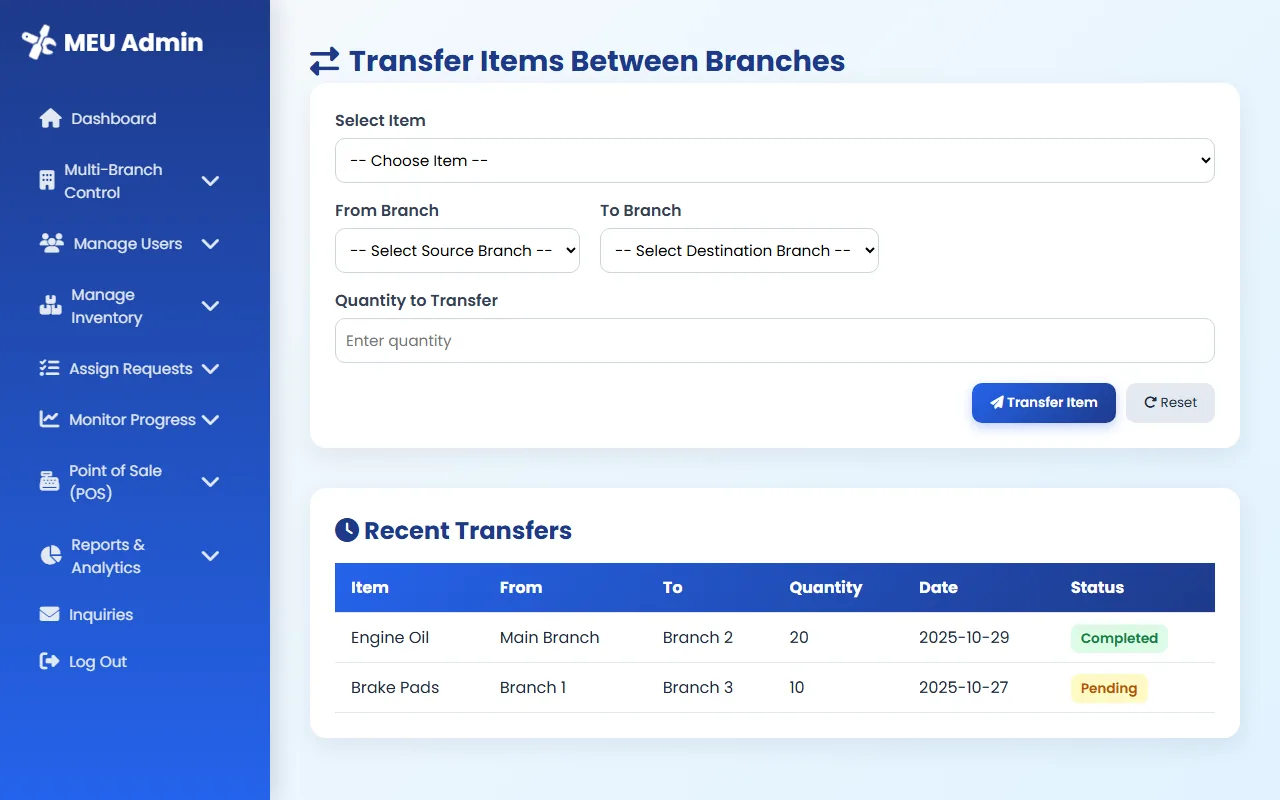 MEU Admin
Dashboard
Multi-Branch
Control
Manage Users
Manage
Inventory
Assign Requests
Monitor Progress
Point of Sale
(POS)
Reports &
Analytics
Inquiries
Log Out
Transfer Items Between Branches
Select Item
-- Choose Item --
From Branch To Branch
-- Select Source Branch -- -- Select Destination Branch --
Quantity to Transfer
Enter quantity
Transfer Item Reset
Recent Transfers
Item From To Quantity Date Status
Engine Oil Main Branch Branch 2 20 2025-10-29 Completed
Brake Pads Branch 1 Branch 3 10 2025-10-27 Pending